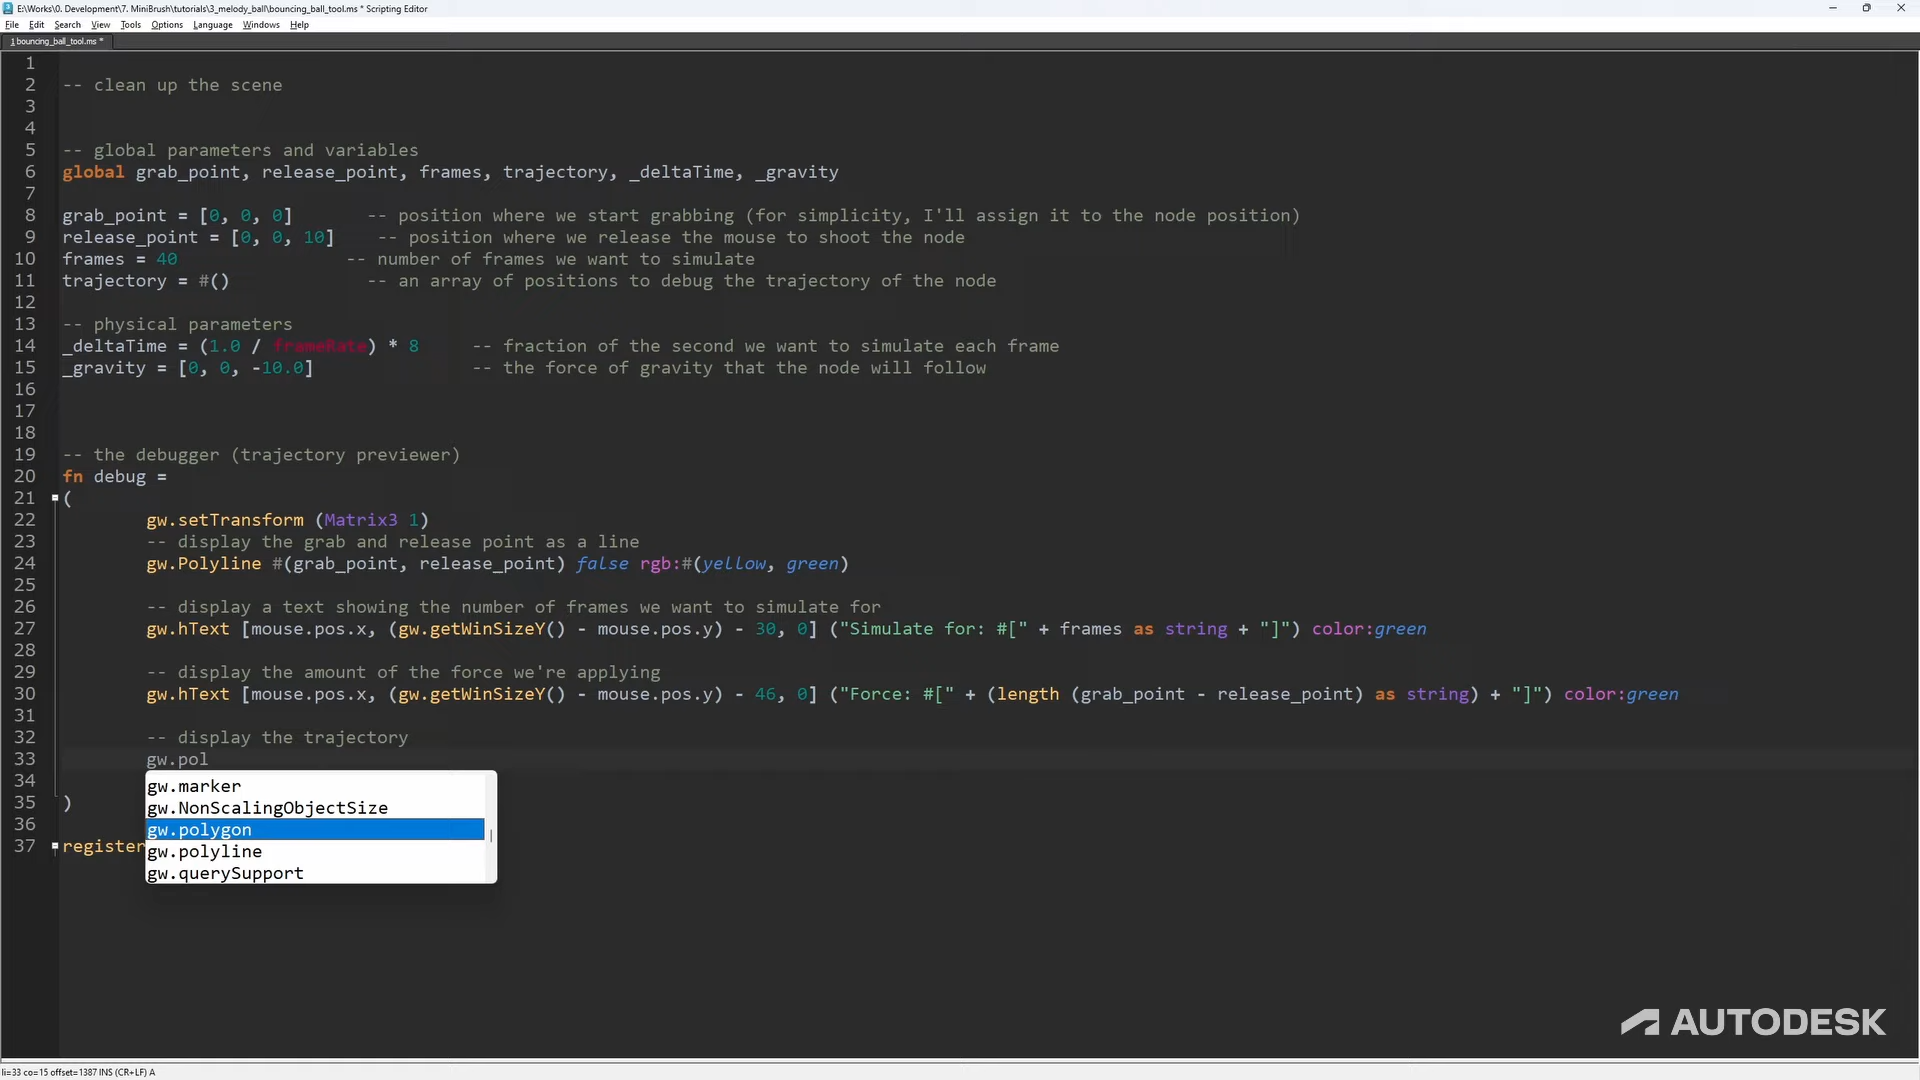 E:\Works\0. Development\7. MiniBrush\tutorials\3_melody_ball\bouncing_ball_tool.ms * Scripting Editor
File Edit Search View Tools Options Language Windows Help
1 bouncing_ball_tool.ms *
1
2 -- clean up the scene
3
4
5 -- global parameters and variables
6 global grab_point, release_point, frames, trajectory, _deltaTime, _gravity
7
8 grab_point = [0, 0, 0] -- position where we start grabbing (for simplicity, I'll assign it to the node position)
9 release_point = [0, 0, 10] -- position where we release the mouse to shoot the node
10 frames = 40 -- number of frames we want to simulate
11 trajectory = #() -- an array of positions to debug the trajectory of the node
12
13 -- physical parameters
14 _deltaTime = (1.0 / frameRate) * 8 -- fraction of the second we want to simulate each frame
15 _gravity = [0, 0, -10.0] -- the force of gravity that the node will follow
16
17
18
19 -- the debugger (trajectory previewer)
20 fn debug =
21 (
22 gw.setTransform (Matrix3 1)
23 -- display the grab and release point as a line
24 gw.Polyline #(grab_point, release_point) false rgb:#(yellow, green)
25
26 -- display a text showing the number of frames we want to simulate for
27 gw.hText [mouse.pos.x, (gw.getWinSizeY() - mouse.pos.y) - 30, 0] ("Simulate for: #[" + frames as string + "]") color:green
28
29 -- display the amount of the force we're applying
30 gw.hText [mouse.pos.x, (gw.getWinSizeY() - mouse.pos.y) - 46, 0] ("Force: #[" + (length (grab_point - release_point) as string) + "]") color:green
31
32 -- display the trajectory
33 gw.pol
gw.marker
34
gw.NonScalingObjectSize
35 )
gw.polygon
36
37 register
gw.polyline
gw.querySupport
AUTODESK
li=33 co=15 offset=1387 INS (CR+LF) A